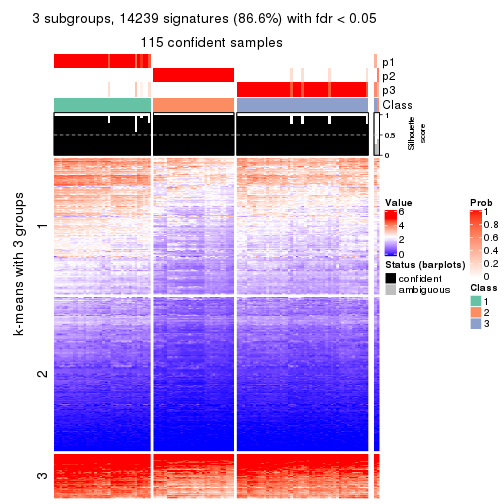 3 subgroups, 14239 signatures (86.6%) with fdr < 0.05
115 confident samples
p1
p2
p3
Class
1
0.5
0
Silhouette
score
k-means with 3 groups
1
2
3
Value
6
4
2
0
Status (barplots)
confident
ambiguous
Prob
1
0.8
0.6
0.4
0.2
0
Class
1
2
3